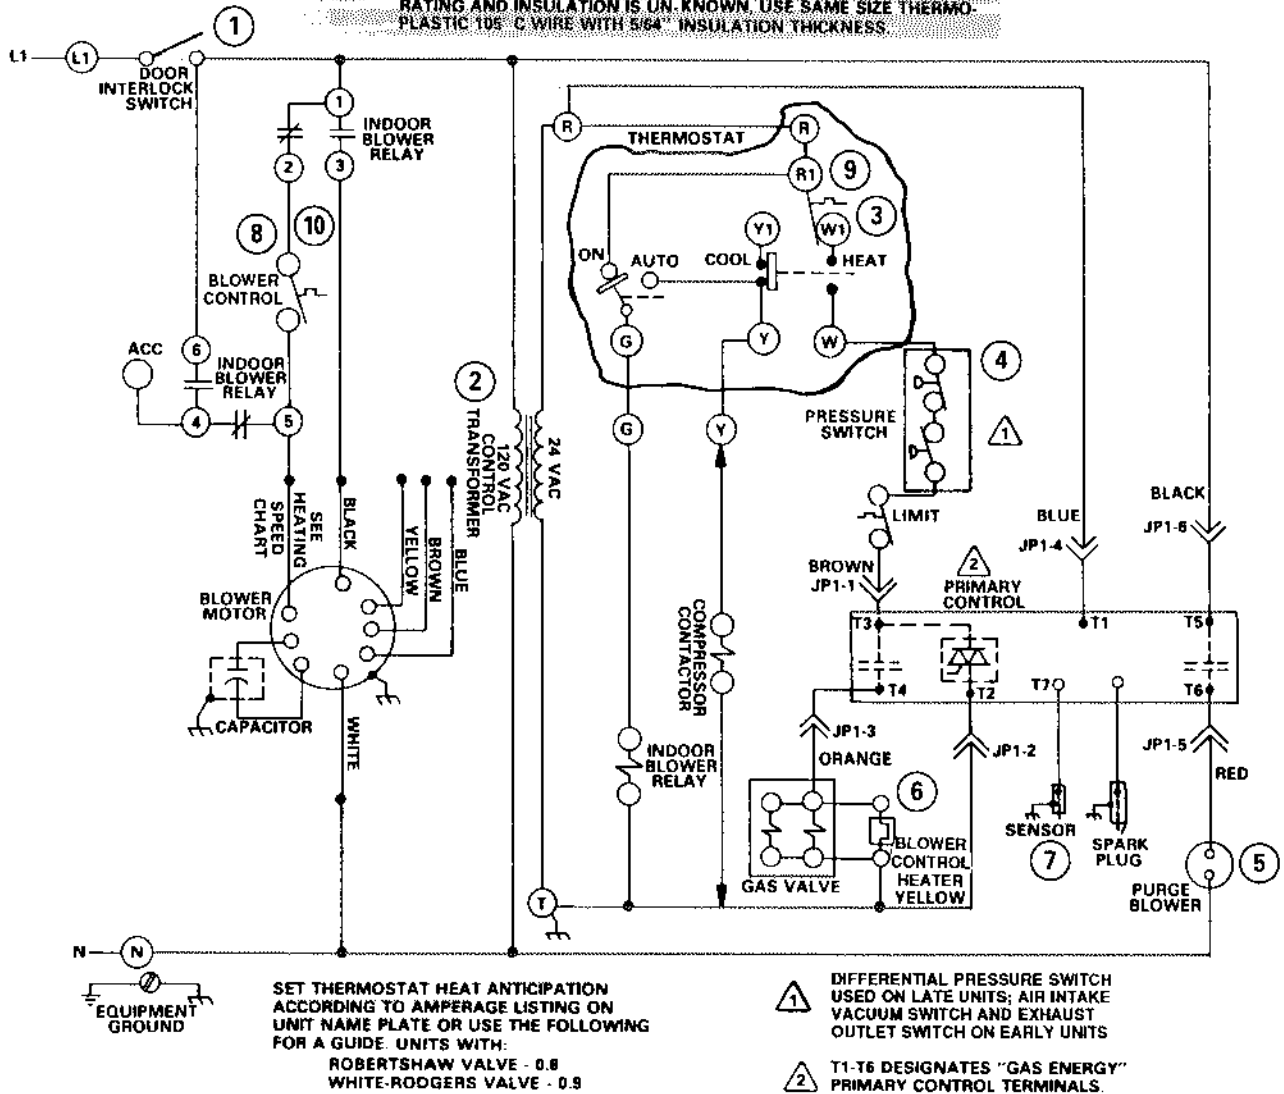 RATING AND INSULATION IS UN-KNOWN, USE SAME SIZE THERMO-
PLASTIC 105 C WIRE WITH 5/64" INSULATION THICKNESS.
L1
L1
1
DOOR
INTERLOCK
SWITCH
1
INDOOR
BLOWER
RELAY
2
3
8
10
BLOWER
CONTROL
ACC
6
INDOOR
BLOWER
RELAY
4
5
SEE
HEATING
SPEED
CHART
BLACK
YELLOW
BROWN
BLUE
BLOWER
MOTOR
CAPACITOR
WHITE
2
120 VAC
CONTROL
TRANSFORMER
24 VAC
R
THERMOSTAT
R
R1
9
3
Y1
W1
ON
AUTO
COOL
HEAT
G
Y
W
G
Y
4
PRESSURE
SWITCH
1
LIMIT
BROWN
JP1-1
BLUE
JP1-4
BLACK
JP1-6
2
PRIMARY
CONTROL
T3
T1
T5
T4
T2
T7
T6
COMPRESSOR
CONTACTOR
INDOOR
BLOWER
RELAY
JP1-3
ORANGE
JP1-2
JP1-5
RED
6
BLOWER
CONTROL
HEATER
YELLOW
GAS VALVE
SENSOR
7
SPARK
PLUG
5
PURGE
BLOWER
T
N
N
EQUIPMENT
GROUND
SET THERMOSTAT HEAT ANTICIPATION
ACCORDING TO AMPERAGE LISTING ON
UNIT NAME PLATE OR USE THE FOLLOWING
FOR A GUIDE. UNITS WITH:
ROBERTSHAW VALVE - 0.8
WHITE-RODGERS VALVE - 0.9
1
DIFFERENTIAL PRESSURE SWITCH
USED ON LATE UNITS; AIR INTAKE
VACUUM SWITCH AND EXHAUST
OUTLET SWITCH ON EARLY UNITS
2
T1-T6 DESIGNATES "GAS ENERGY"
PRIMARY CONTROL TERMINALS.